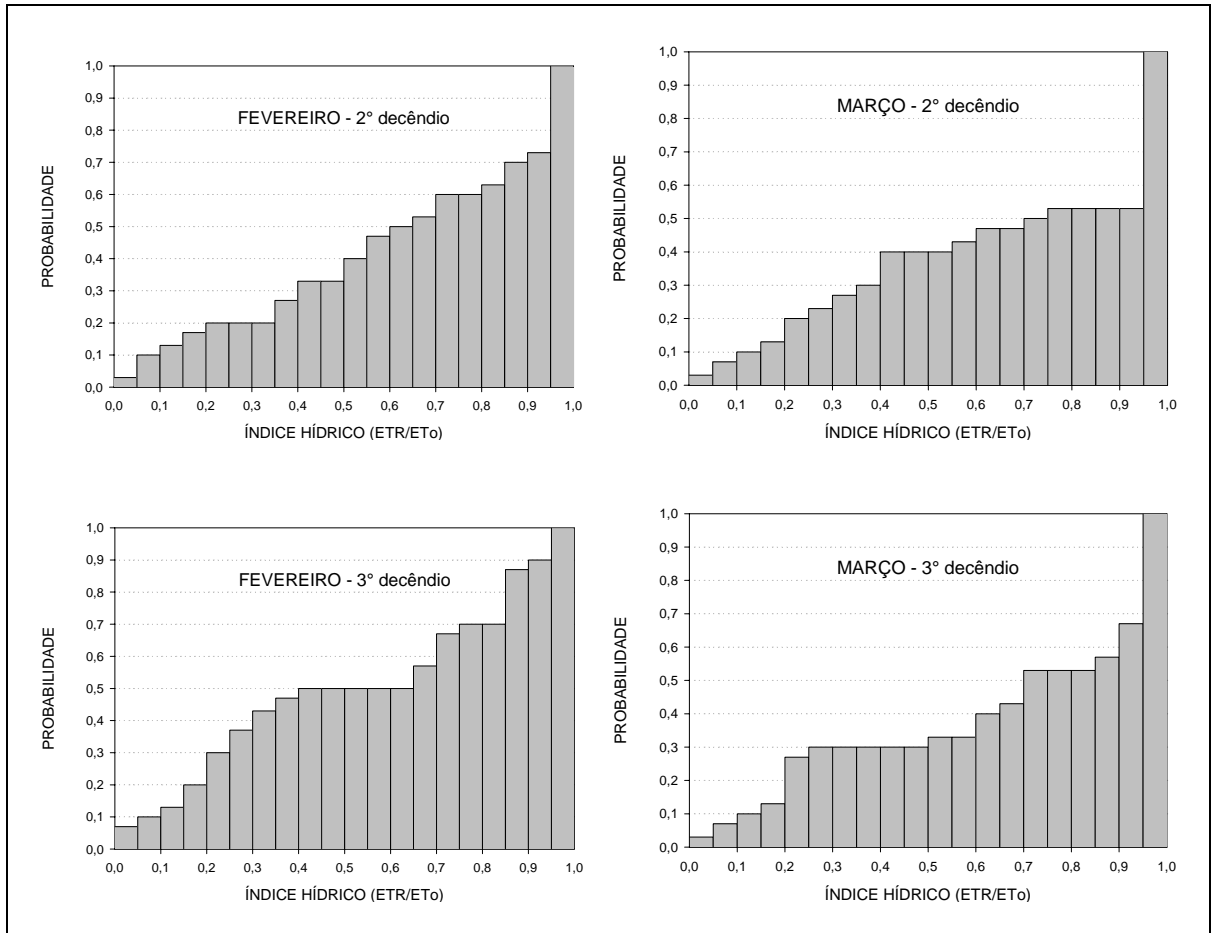 FEVEREIRO - 2° decêndio
PROBABILIDADE
1,0
0,9
0,8
0,7
0,6
0,5
0,4
0,3
0,2
0,1
0,0
0,0 0,1 0,2 0,3 0,4 0,5 0,6 0,7 0,8 0,9 1,0
ÍNDICE HÍDRICO (ETR/ETo)
MARÇO - 2° decêndio
PROBABILIDADE
1,0
0,9
0,8
0,7
0,6
0,5
0,4
0,3
0,2
0,1
0,0
0,0 0,1 0,2 0,3 0,4 0,5 0,6 0,7 0,8 0,9 1,0
ÍNDICE HÍDRICO (ETR/ETo)
FEVEREIRO - 3° decêndio
PROBABILIDADE
1,0
0,9
0,8
0,7
0,6
0,5
0,4
0,3
0,2
0,1
0,0
0,0 0,1 0,2 0,3 0,4 0,5 0,6 0,7 0,8 0,9 1,0
ÍNDICE HÍDRICO (ETR/ETo)
MARÇO - 3° decêndio
PROBABILIDADE
1,0
0,9
0,8
0,7
0,6
0,5
0,4
0,3
0,2
0,1
0,0
0,0 0,1 0,2 0,3 0,4 0,5 0,6 0,7 0,8 0,9 1,0
ÍNDICE HÍDRICO (ETR/ETo)